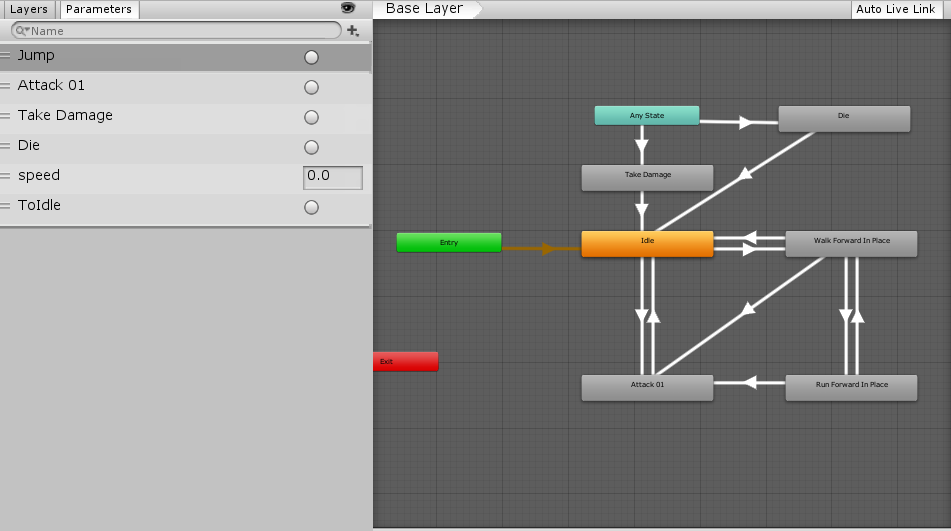 Layers Parameters
Name
Jump
Attack 01
Take Damage
Die
speed 0.0
ToIdle
Base Layer Auto Live Link
Any State Die
Take Damage
Entry Idle Walk Forward In Place
Exit
Attack 01 Run Forward In Place